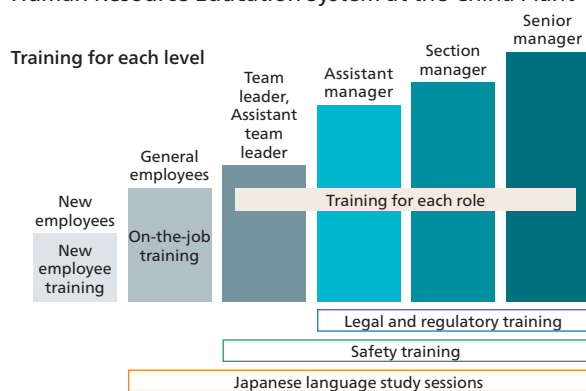 Human Resource Education System at the China Plant
Training for each level
Senior
manager
Section
manager
Assistant
manager
Team
leader,
Assistant
team
leader
General
employees
New
employees
New
employee
training
On-the-job
training
Training for each role
Legal and regulatory training
Safety training
Japanese language study sessions